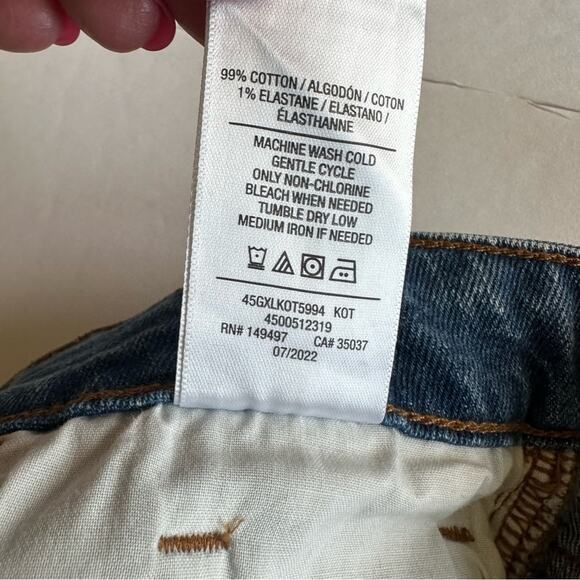 99% COTTON / ALGODÓN / COTON
1% ELASTANE / ELASTANO /
ÉLASTHANNE
MACHINE WASH COLD
GENTLE CYCLE
ONLY NON-CHLORINE
BLEACH WHEN NEEDED
TUMBLE DRY LOW
MEDIUM IRON IF NEEDED
45GXLKOT5994 KOT
4500512319
RN# 149497 CA# 35037
07/2022